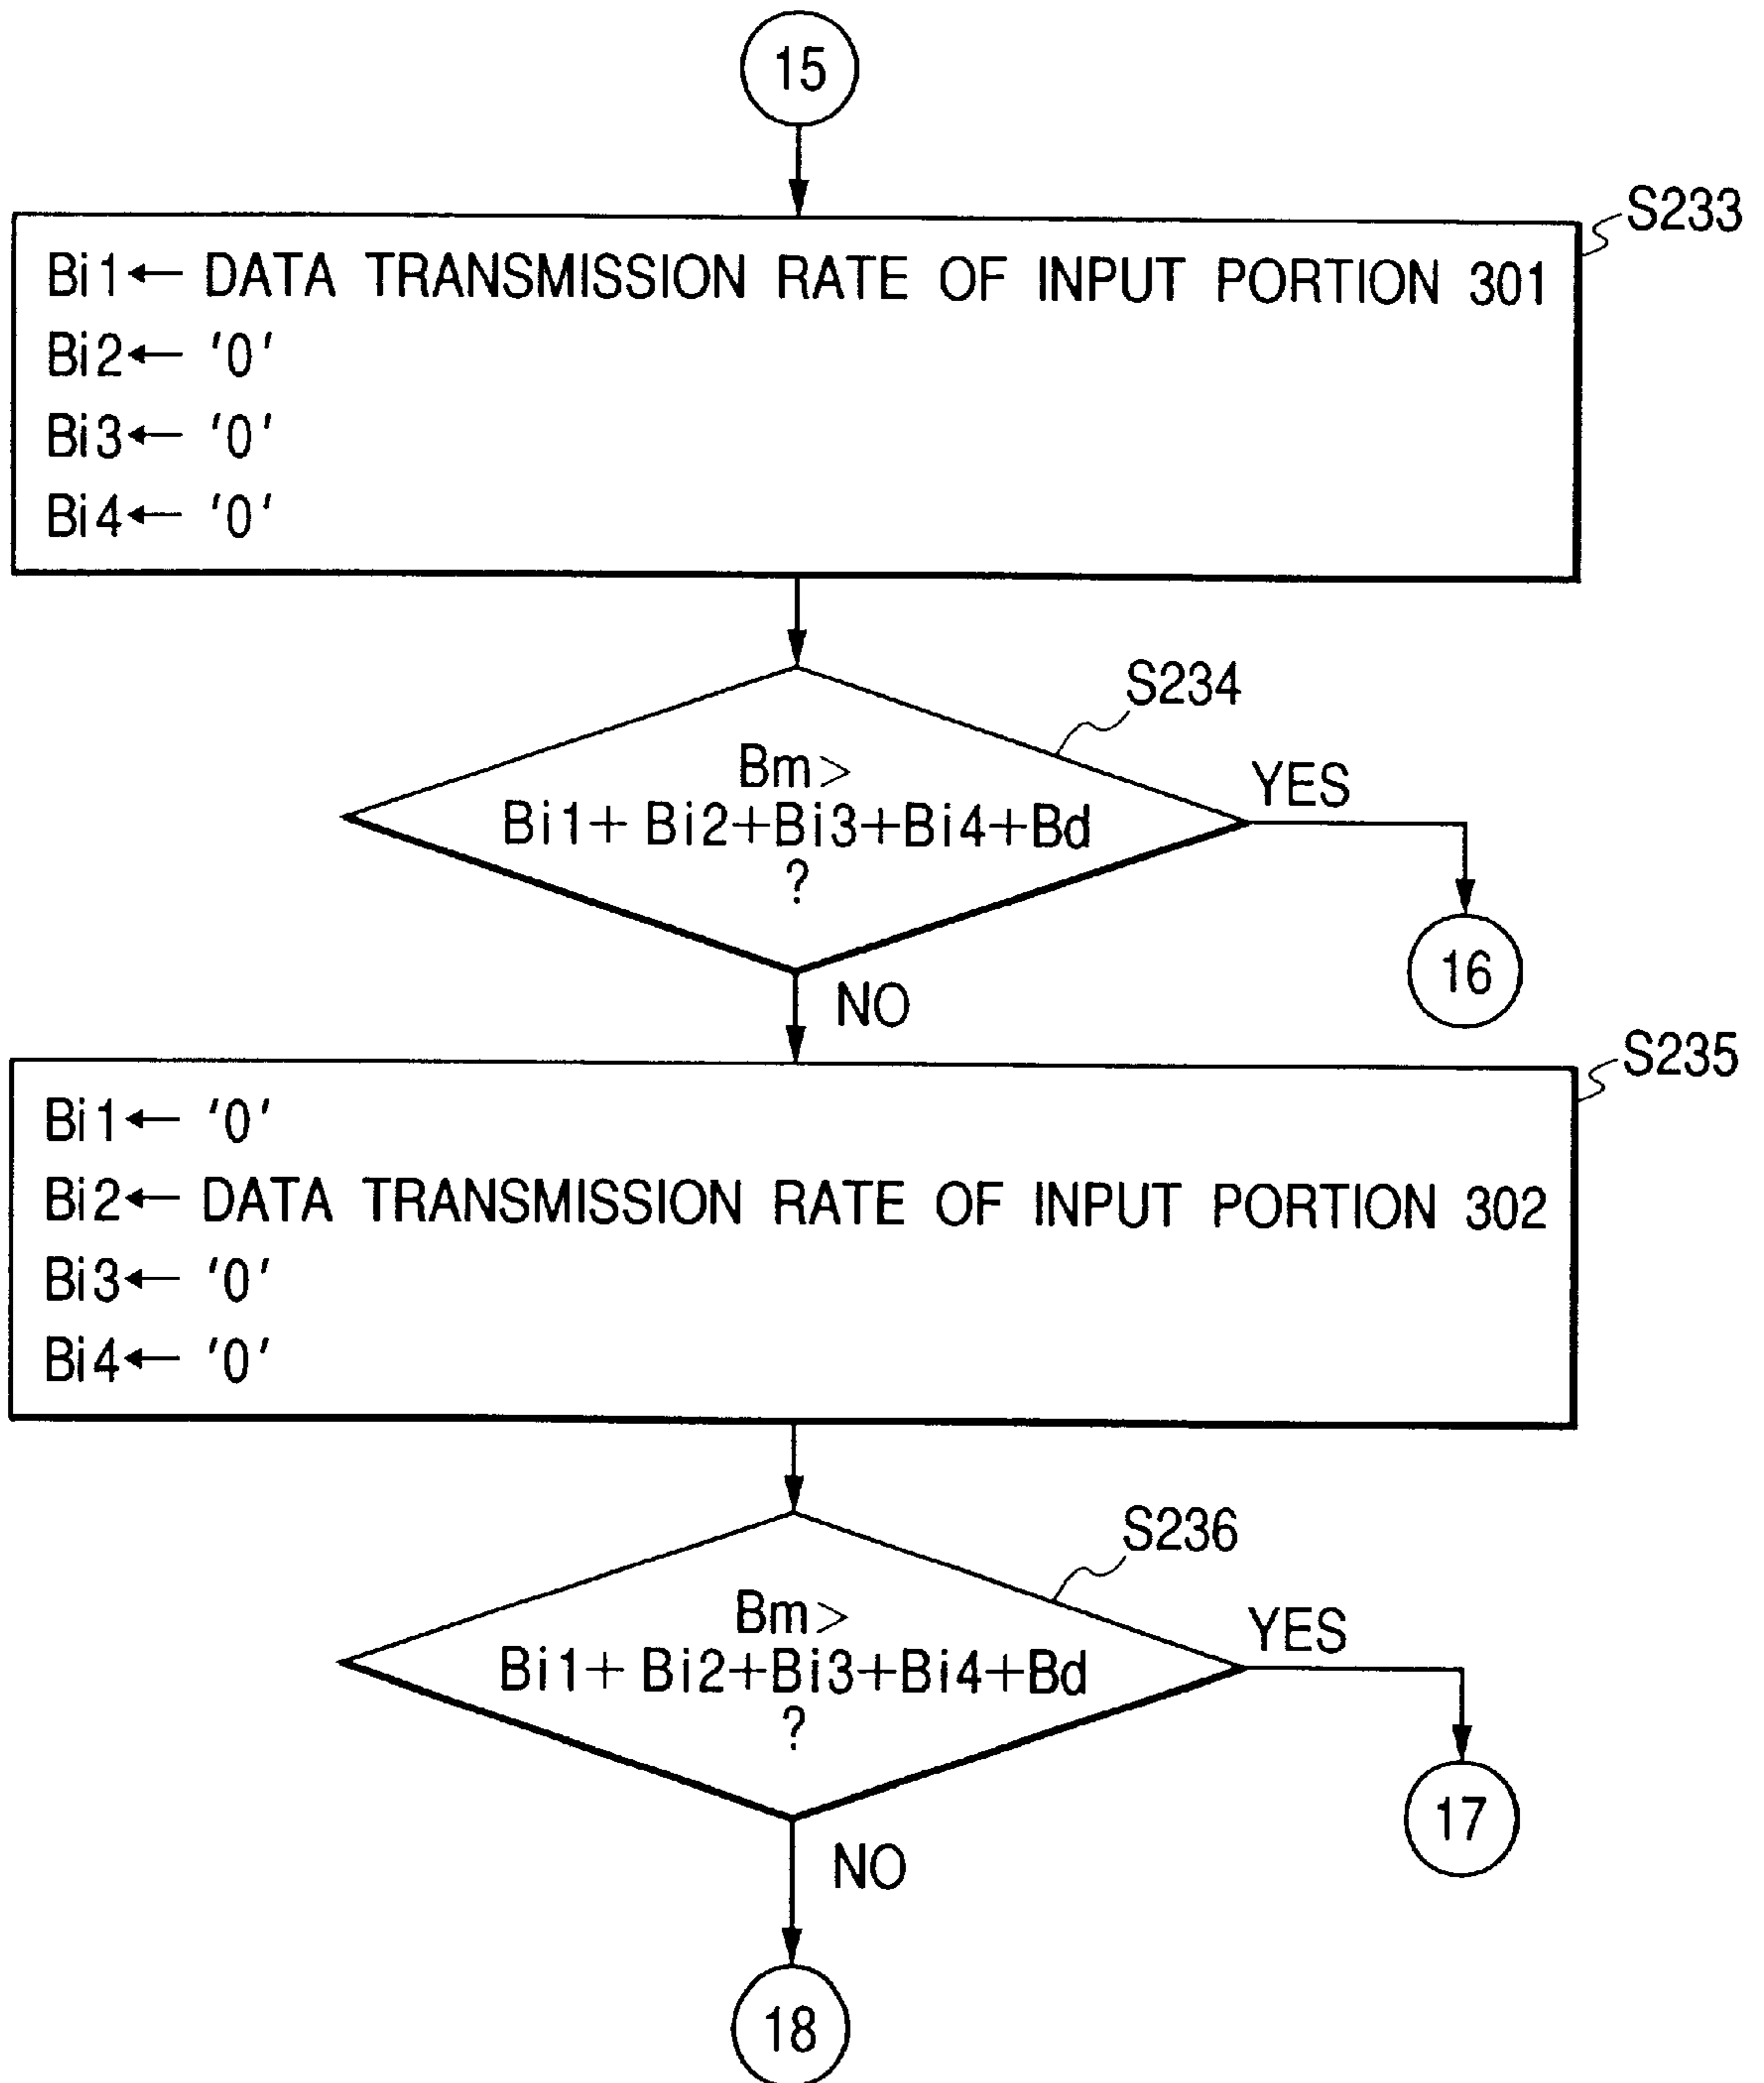 15
S233
Bi1← DATA TRANSMISSION RATE OF INPUT PORTION 301
Bi2← '0'
Bi3← '0'
Bi4← '0'
S234
Bm>
Bi1+ Bi2+Bi3+Bi4+Bd
?
YES
16
NO
S235
Bi1← '0'
Bi2← DATA TRANSMISSION RATE OF INPUT PORTION 302
Bi3← '0'
Bi4← '0'
S236
Bm>
Bi1+ Bi2+Bi3+Bi4+Bd
?
YES
17
NO
18